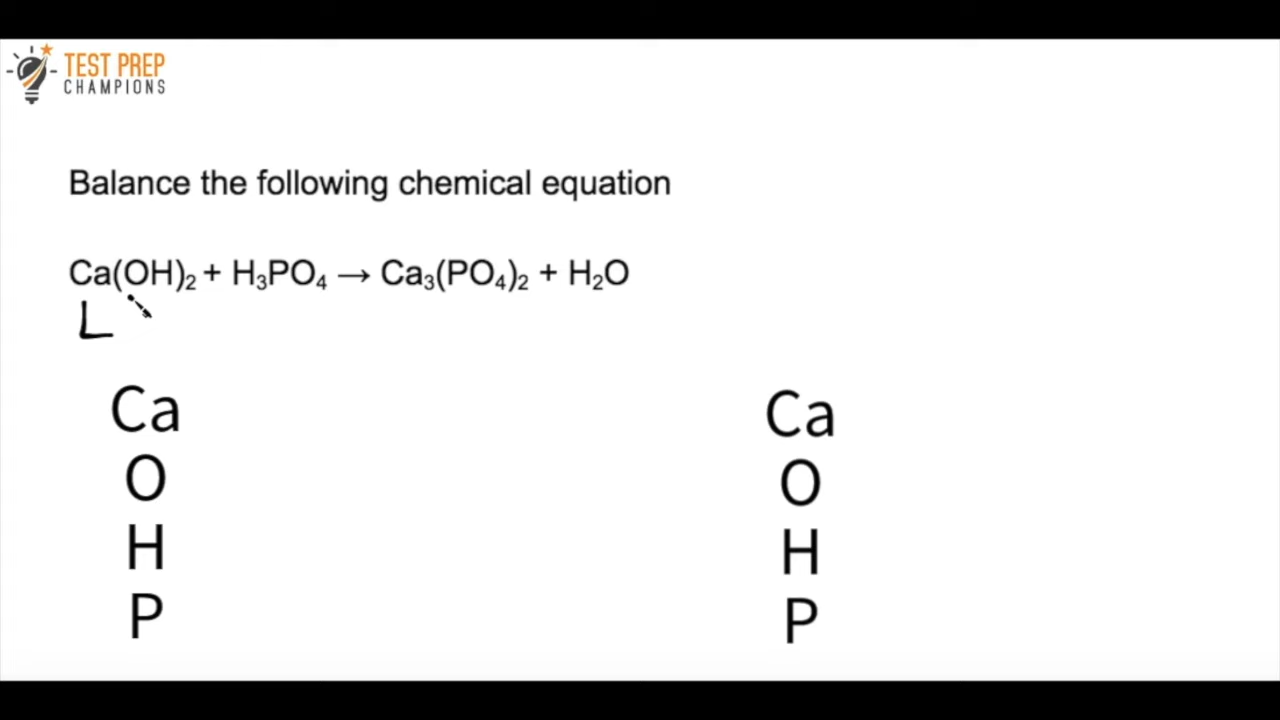 TEST PREP
CHAMPIONS
Balance the following chemical equation
Ca(OH)₂ + H₃PO₄ → Ca₃(PO₄)₂ + H₂O
L
Ca Ca
O O
H H
P P